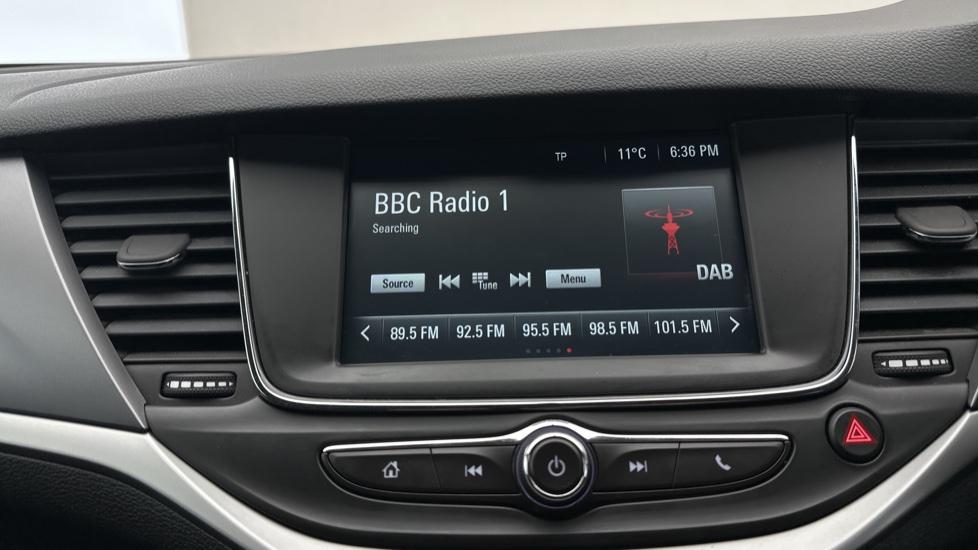 TP 11°C 6:36 PM
BBC Radio 1
Searching
DAB
Source Tune Menu
89.5 FM 92.5 FM 95.5 FM 98.5 FM 101.5 FM